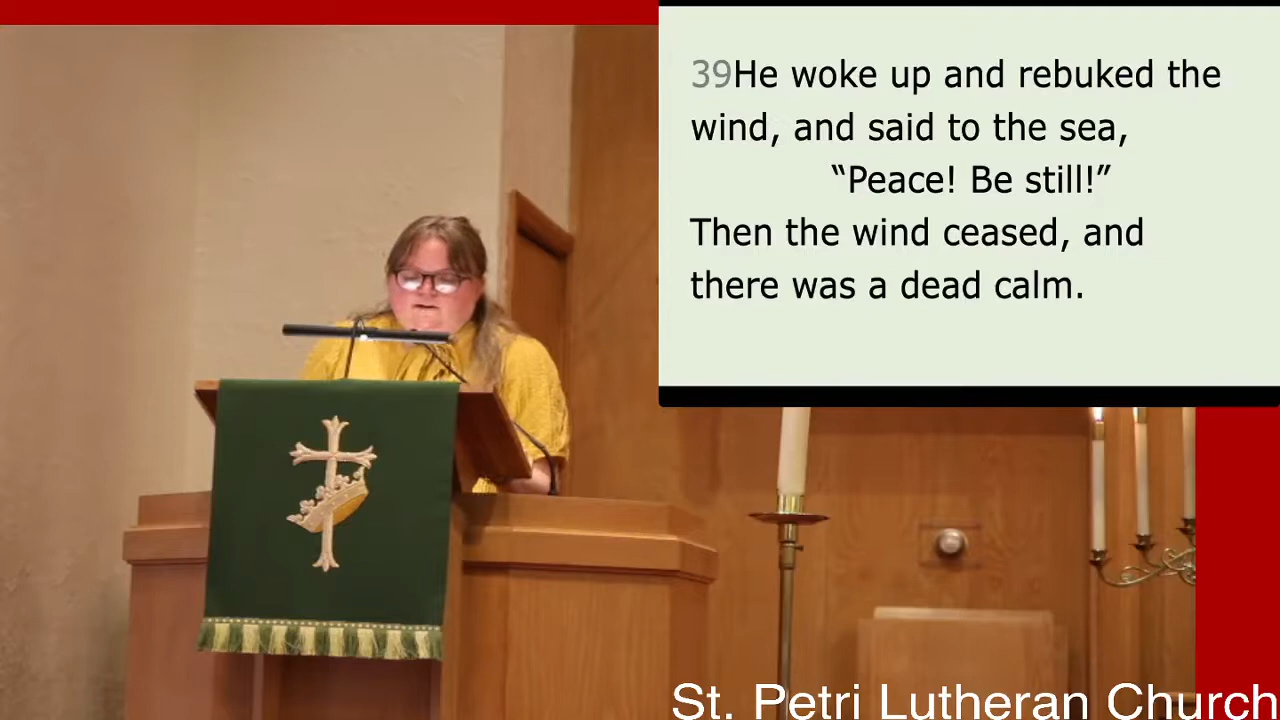 39He woke up and rebuked the
wind, and said to the sea,
“Peace! Be still!”
Then the wind ceased, and
there was a dead calm.
St. Petri Lutheran Church